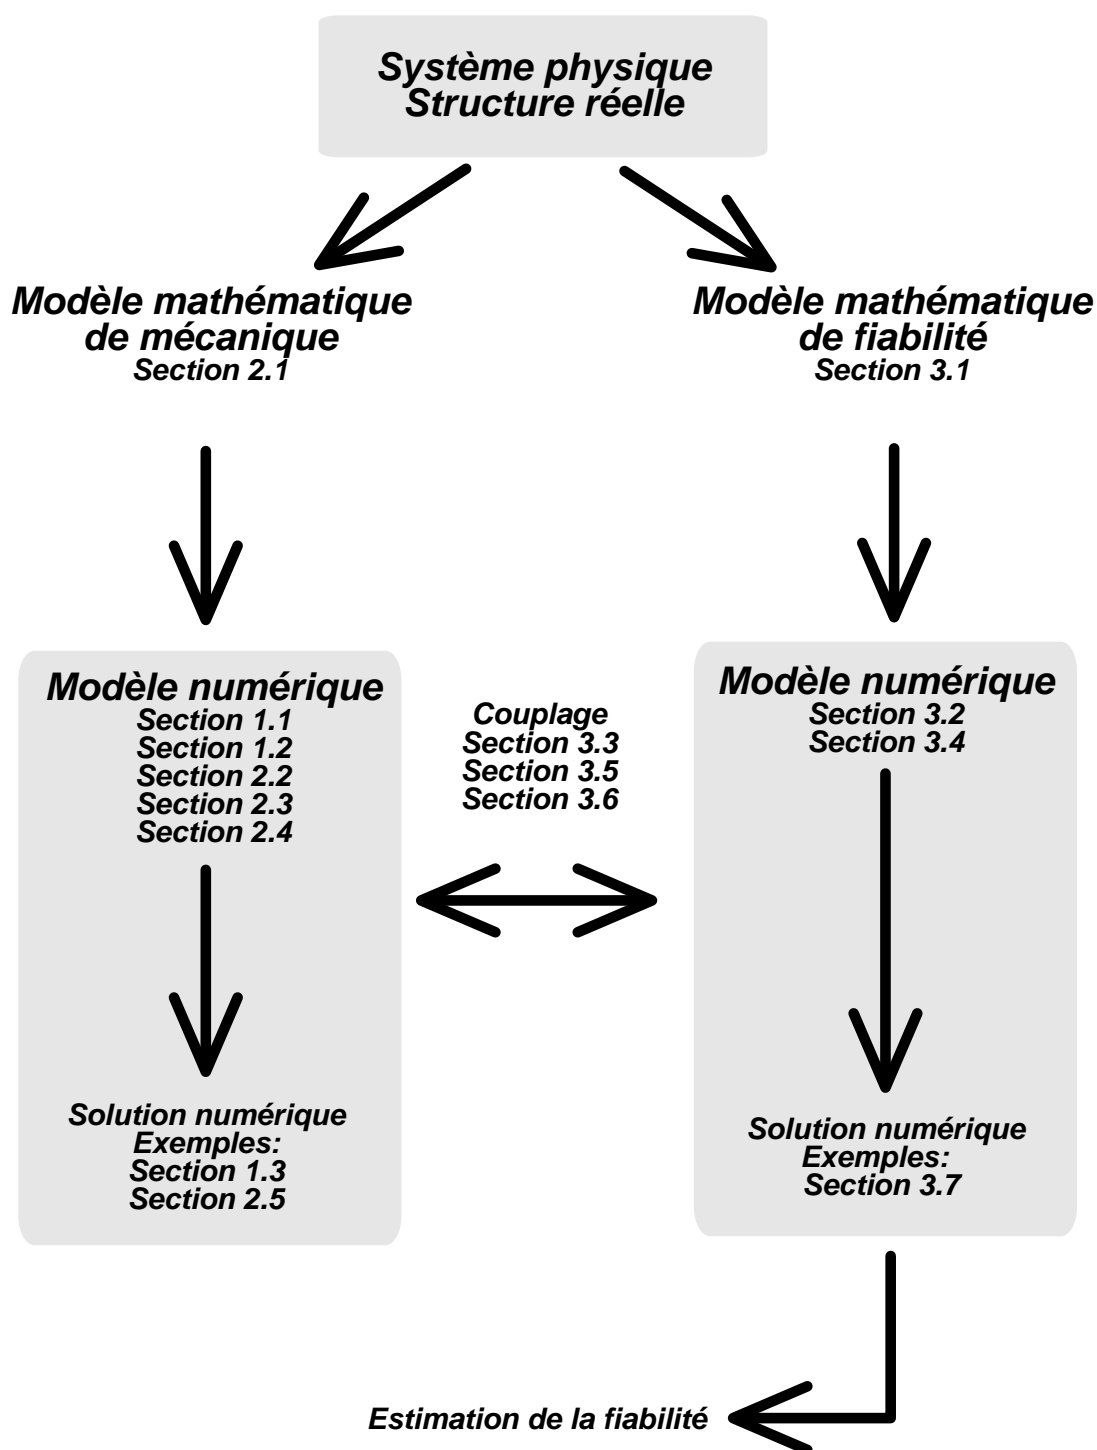 Système physique
Structure réelle
Modèle mathématique
de mécanique
Section 2.1
Modèle mathématique
de fiabilité
Section 3.1
Modèle numérique
Section 1.1
Section 1.2
Section 2.2
Section 2.3
Section 2.4
Couplage
Section 3.3
Section 3.5
Section 3.6
Modèle numérique
Section 3.2
Section 3.4
Solution numérique
Exemples:
Section 1.3
Section 2.5
Solution numérique
Exemples:
Section 3.7
Estimation de la fiabilité